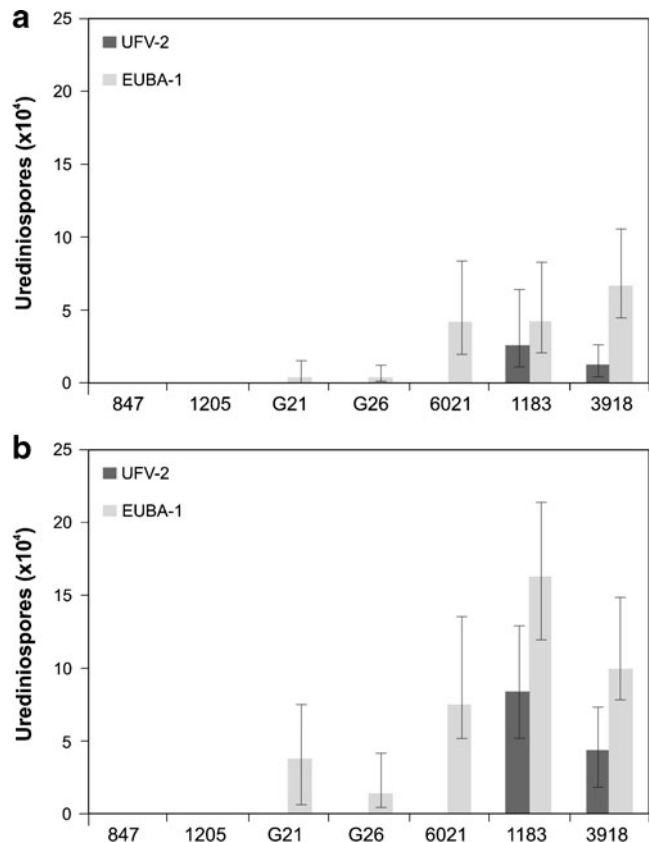 a
25
UFV-2
EUBA-1
20
15
10
5
0
Urediniospores (x10⁴)
847 1205 G21 G26 6021 1183 3918
b
25
UFV-2
EUBA-1
20
15
10
5
0
Urediniospores (x10⁴)
847 1205 G21 G26 6021 1183 3918